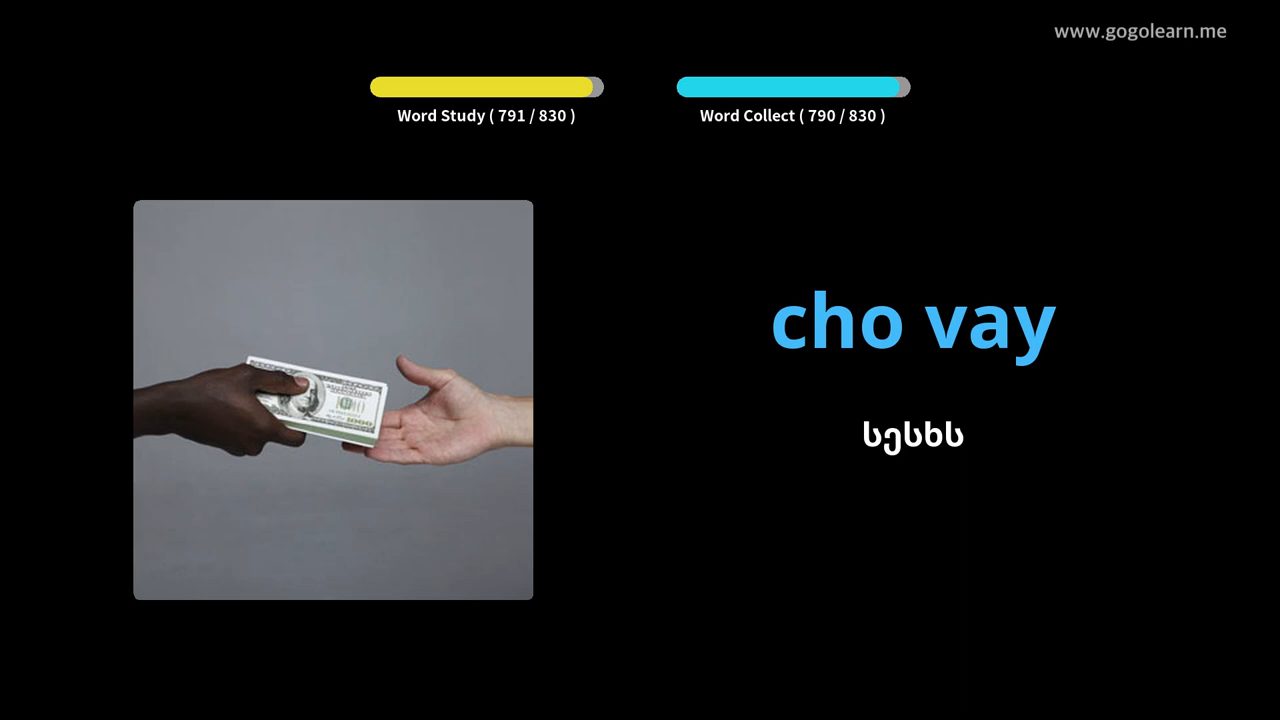 www.gogolearn.me
Word Study ( 791 / 830 )
Word Collect ( 790 / 830 )
cho vay
სესხს